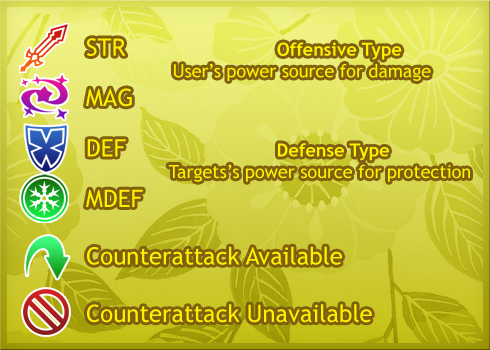 STR
Offensive Type
User's power source for damage
MAG
DEF
Defense Type
Targets's power source for protection
MDEF
Counterattack Available
Counterattack Unavailable